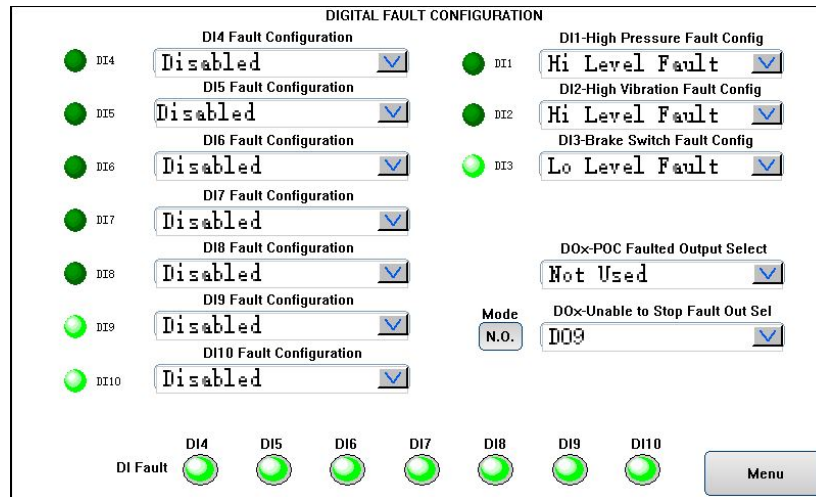 DIGITAL FAULT CONFIGURATION
DI4 Fault Configuration
DI4
Disabled
DI5 Fault Configuration
DI5
Disabled
DI6 Fault Configuration
DI6
Disabled
DI7 Fault Configuration
DI7
Disabled
DI8 Fault Configuration
DI8
Disabled
DI9 Fault Configuration
DI9
Disabled
DI10 Fault Configuration
DI10
Disabled
DI1-High Pressure Fault Config
DI1
Hi Level Fault
DI2-High Vibration Fault Config
DI2
Hi Level Fault
DI3-Brake Switch Fault Config
DI3
Lo Level Fault
DOx-POC Faulted Output Select
Not Used
Mode
N.O.
DOx-Unable to Stop Fault Out Sel
DO9
DI4 DI5 DI6 DI7 DI8 DI9 DI10
DI Fault
Menu